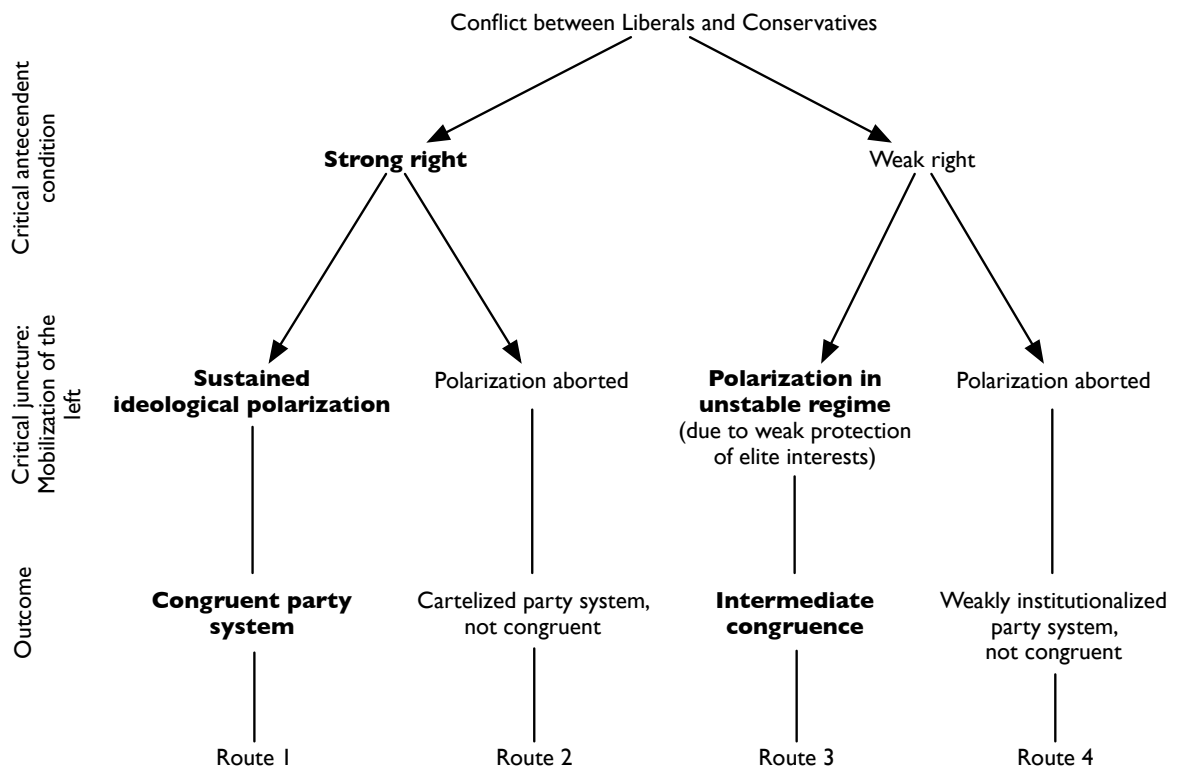 Conflict between Liberals and Conservatives
Critical antecendent
condition
Strong right
Weak right
Critical juncture:
Mobilization of the
left
Sustained
ideological polarization
Polarization aborted
Polarization in
unstable regime
(due to weak protection
of elite interests)
Polarization aborted
Outcome
Congruent party
system
Cartelized party system,
not congruent
Intermediate
congruence
Weakly institutionalized
party system,
not congruent
Route 1
Route 2
Route 3
Route 4